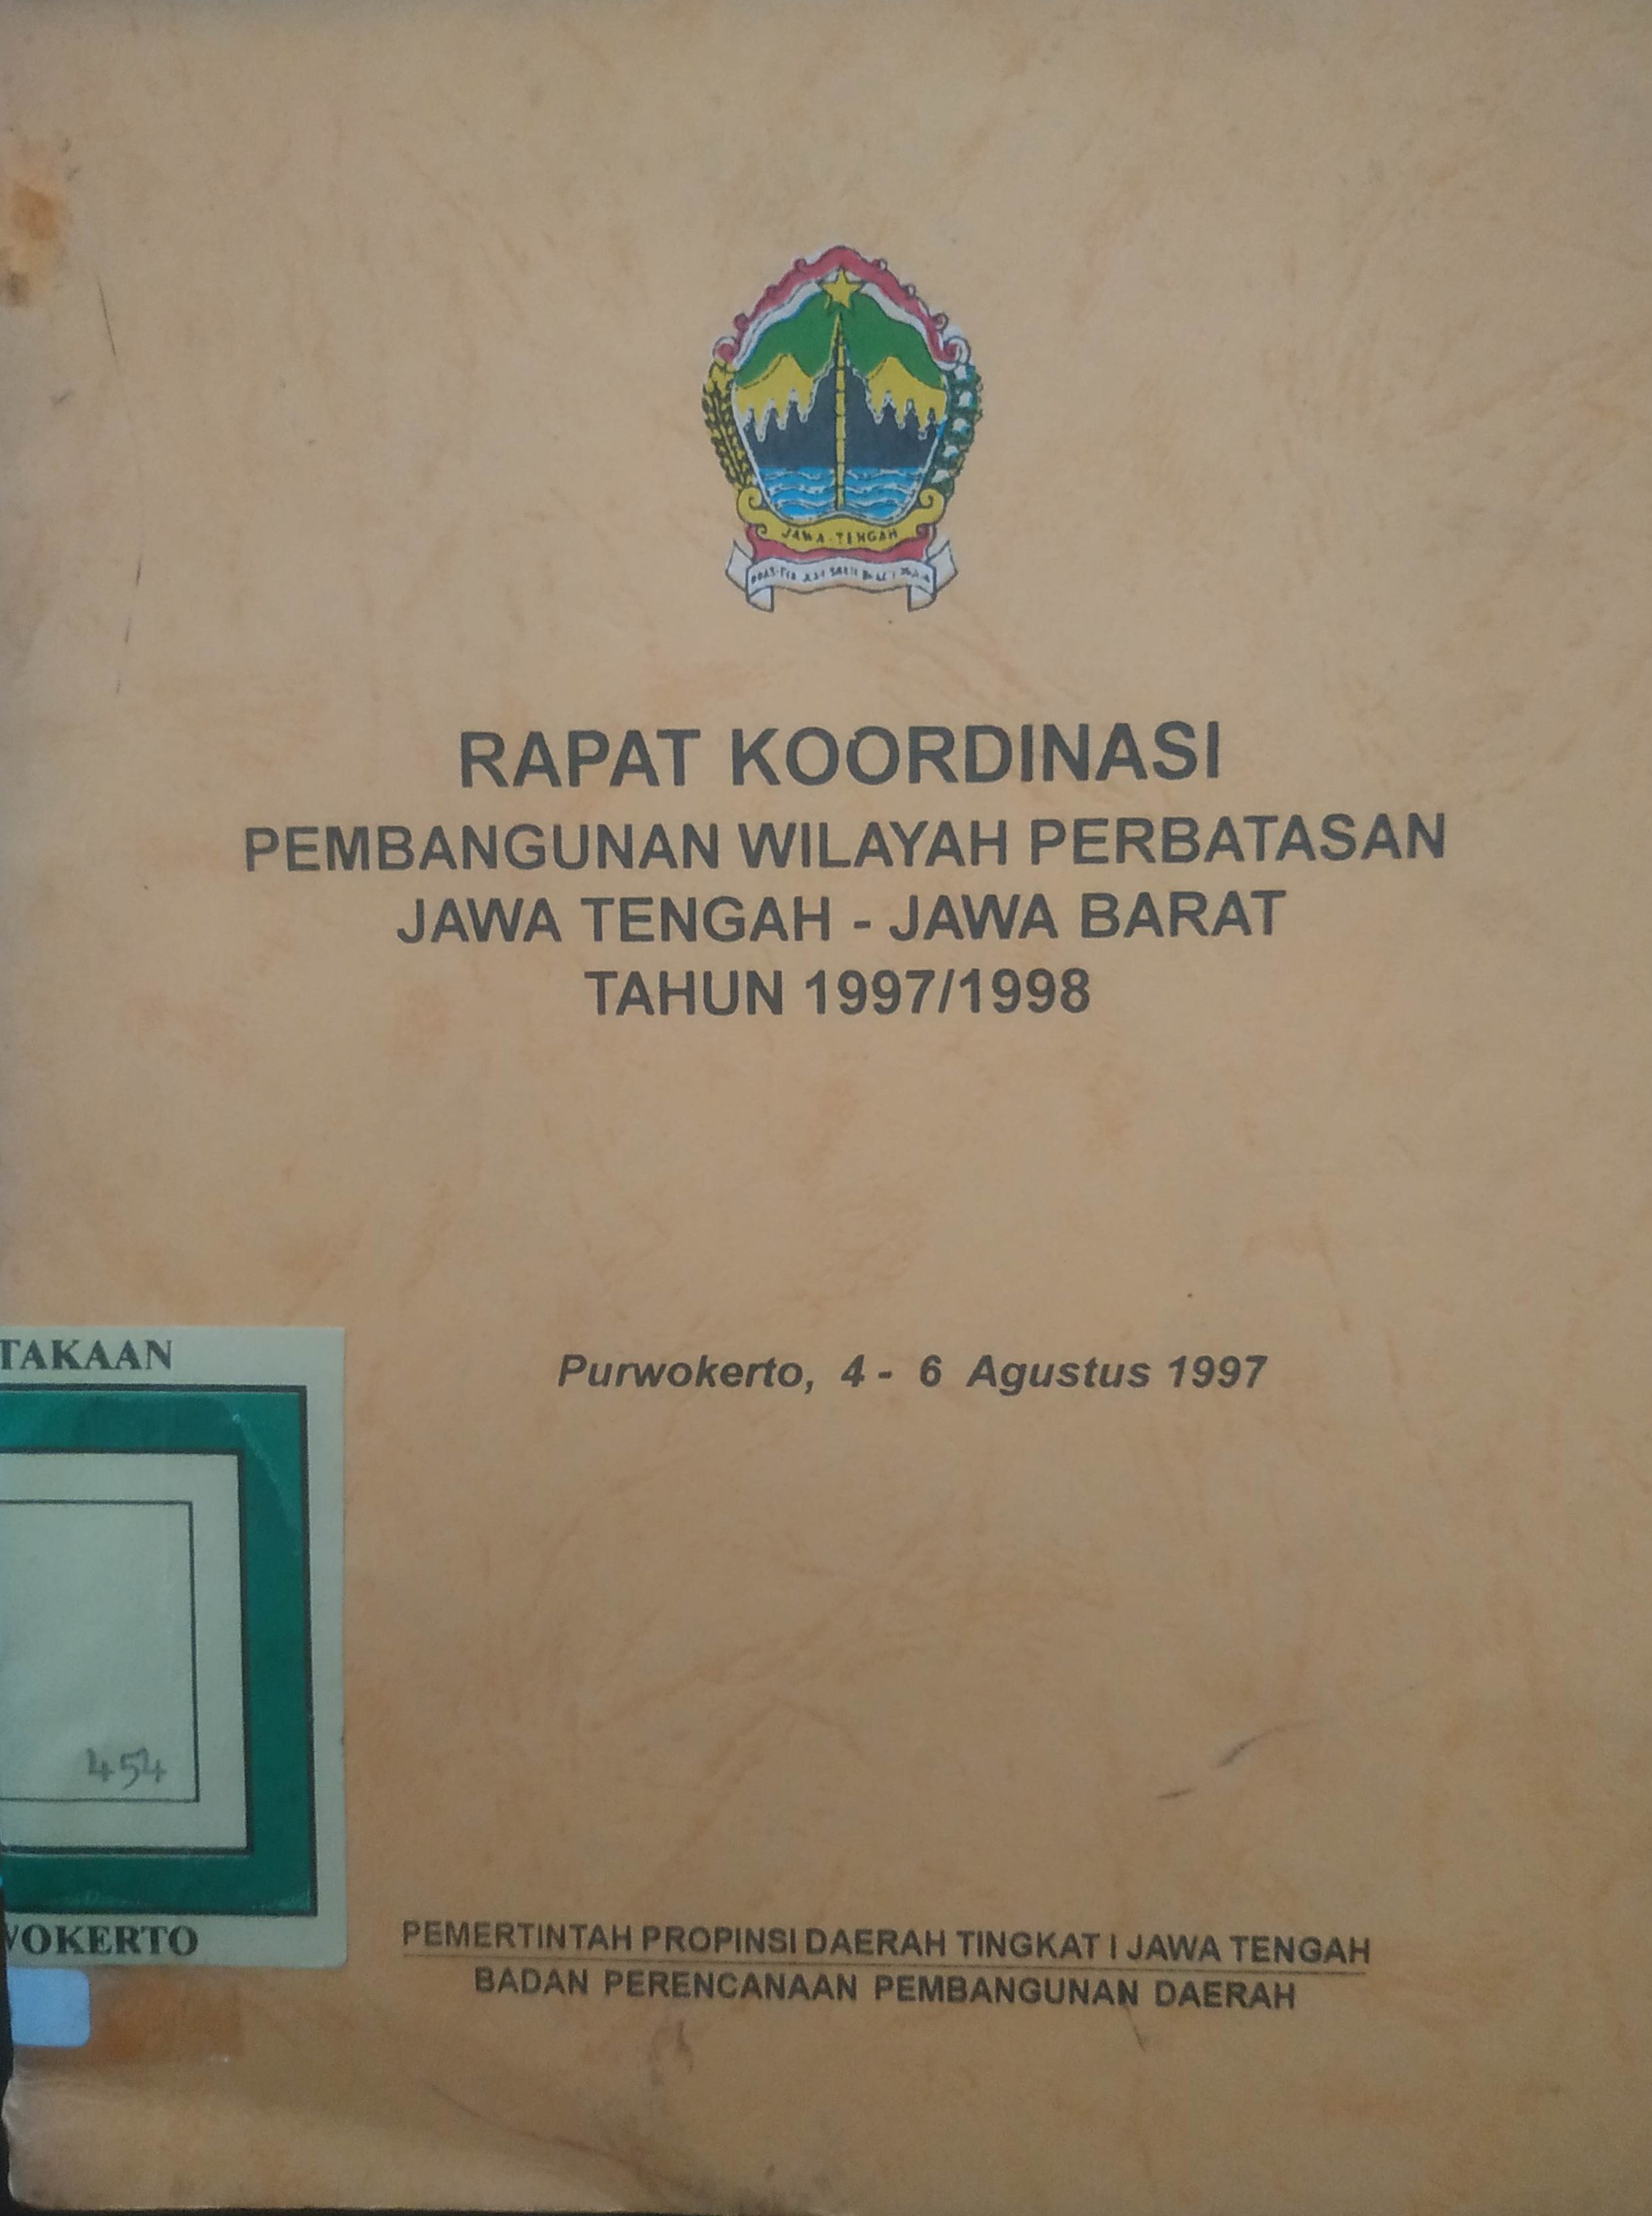 JAWA-TENGAH
RAPAT KOORDINASI
PEMBANGUNAN WILAYAH PERBATASAN
JAWA TENGAH - JAWA BARAT
TAHUN 1997/1998
Purwokerto, 4 - 6 Agustus 1997
TAKAAN
454
WOKERTO
PEMERTINTAH PROPINSI DAERAH TINGKAT I JAWA TENGAH
BADAN PERENCANAAN PEMBANGUNAN DAERAH